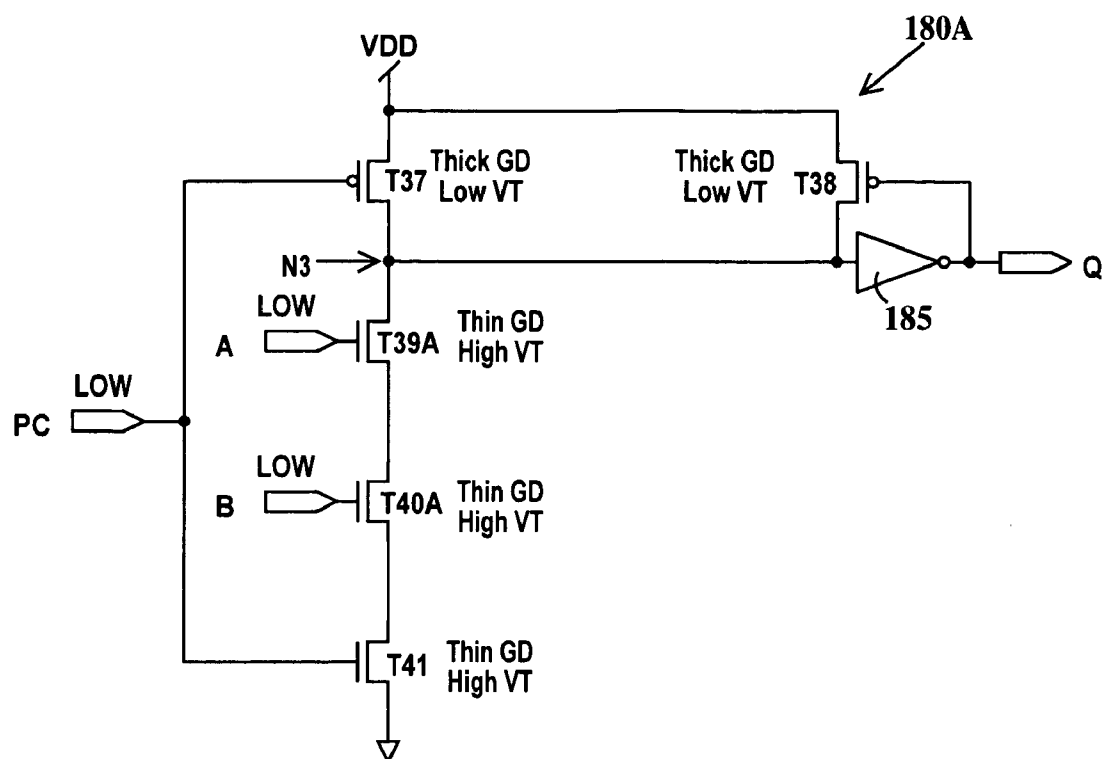 180A
VDD
T37
Thick GD
Low VT
Thick GD
Low VT
T38
N3
185
Q
LOW
A
T39A
Thin GD
High VT
LOW
PC
LOW
B
T40A
Thin GD
High VT
T41
Thin GD
High VT